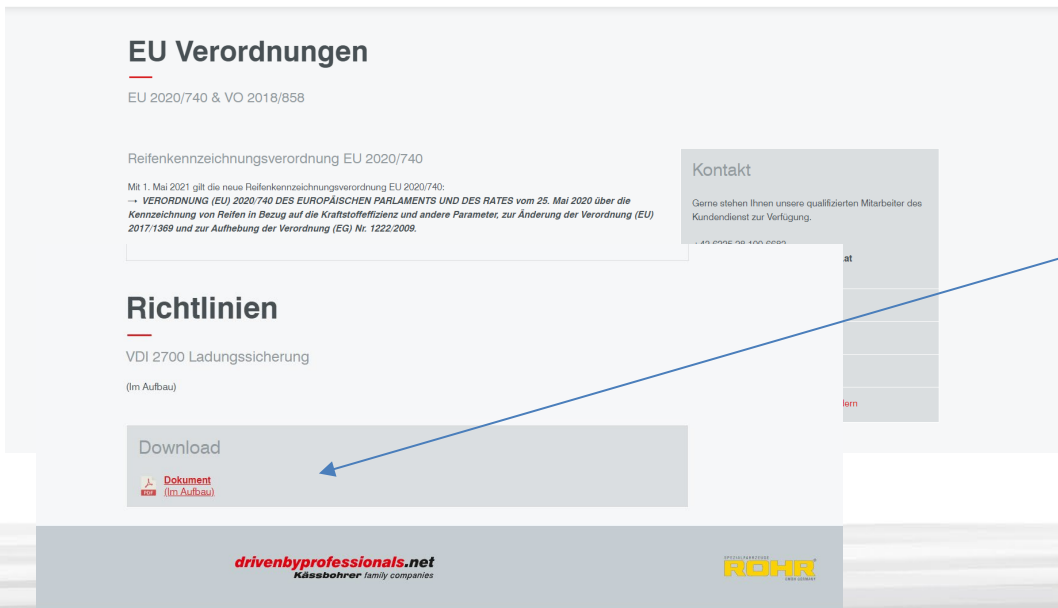 EU Verordnungen
EU 2020/740 & VO 2018/858
Reifenkennzeichnungsverordnung EU 2020/740
Mit 1. Mai 2021 gilt die neue Reifenkennzeichnungsverordnung EU 2020/740:
→ VERORDNUNG (EU) 2020/740 DES EUROPÄISCHEN PARLAMENTS UND DES RATES vom 25. Mai 2020 über die
Kennzeichnung von Reifen in Bezug auf die Kraftstoffeffizienz und andere Parameter, zur Änderung der Verordnung (EU)
2017/1369 und zur Aufhebung der Verordnung (EG) Nr. 1222/2009.
Kontakt
Gerne stehen Ihnen unsere qualifizierten Mitarbeiter des
Kundendienst zur Verfügung.
.at
lern
Richtlinien
VDI 2700 Ladungssicherung
(Im Aufbau)
Download
PDF
Dokument
(Im Aufbau)
drivenbyprofessionals.net
Kässbohrer family companies
SPEZIALFAHRZEUGE
ROHR